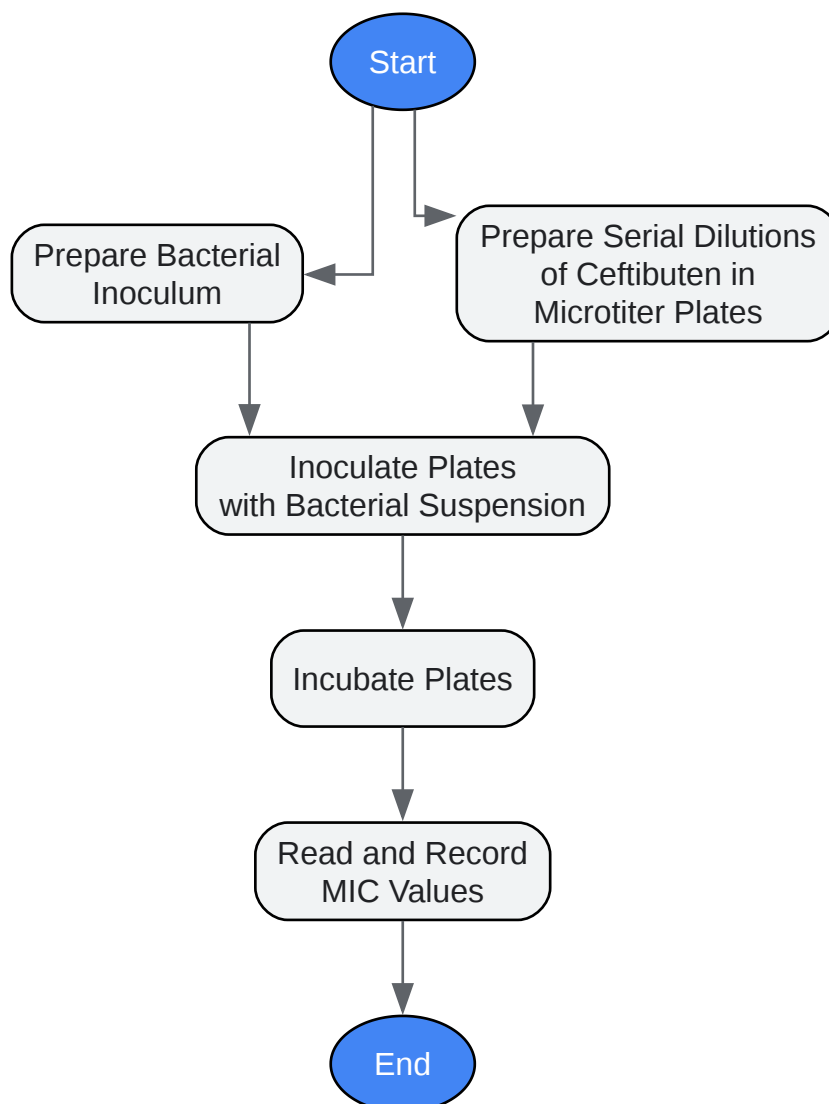 Start
Prepare Bacterial
Inoculum
Prepare Serial Dilutions
of Ceftibuten in
Microtiter Plates
Inoculate Plates
with Bacterial Suspension
Incubate Plates
Read and Record
MIC Values
End